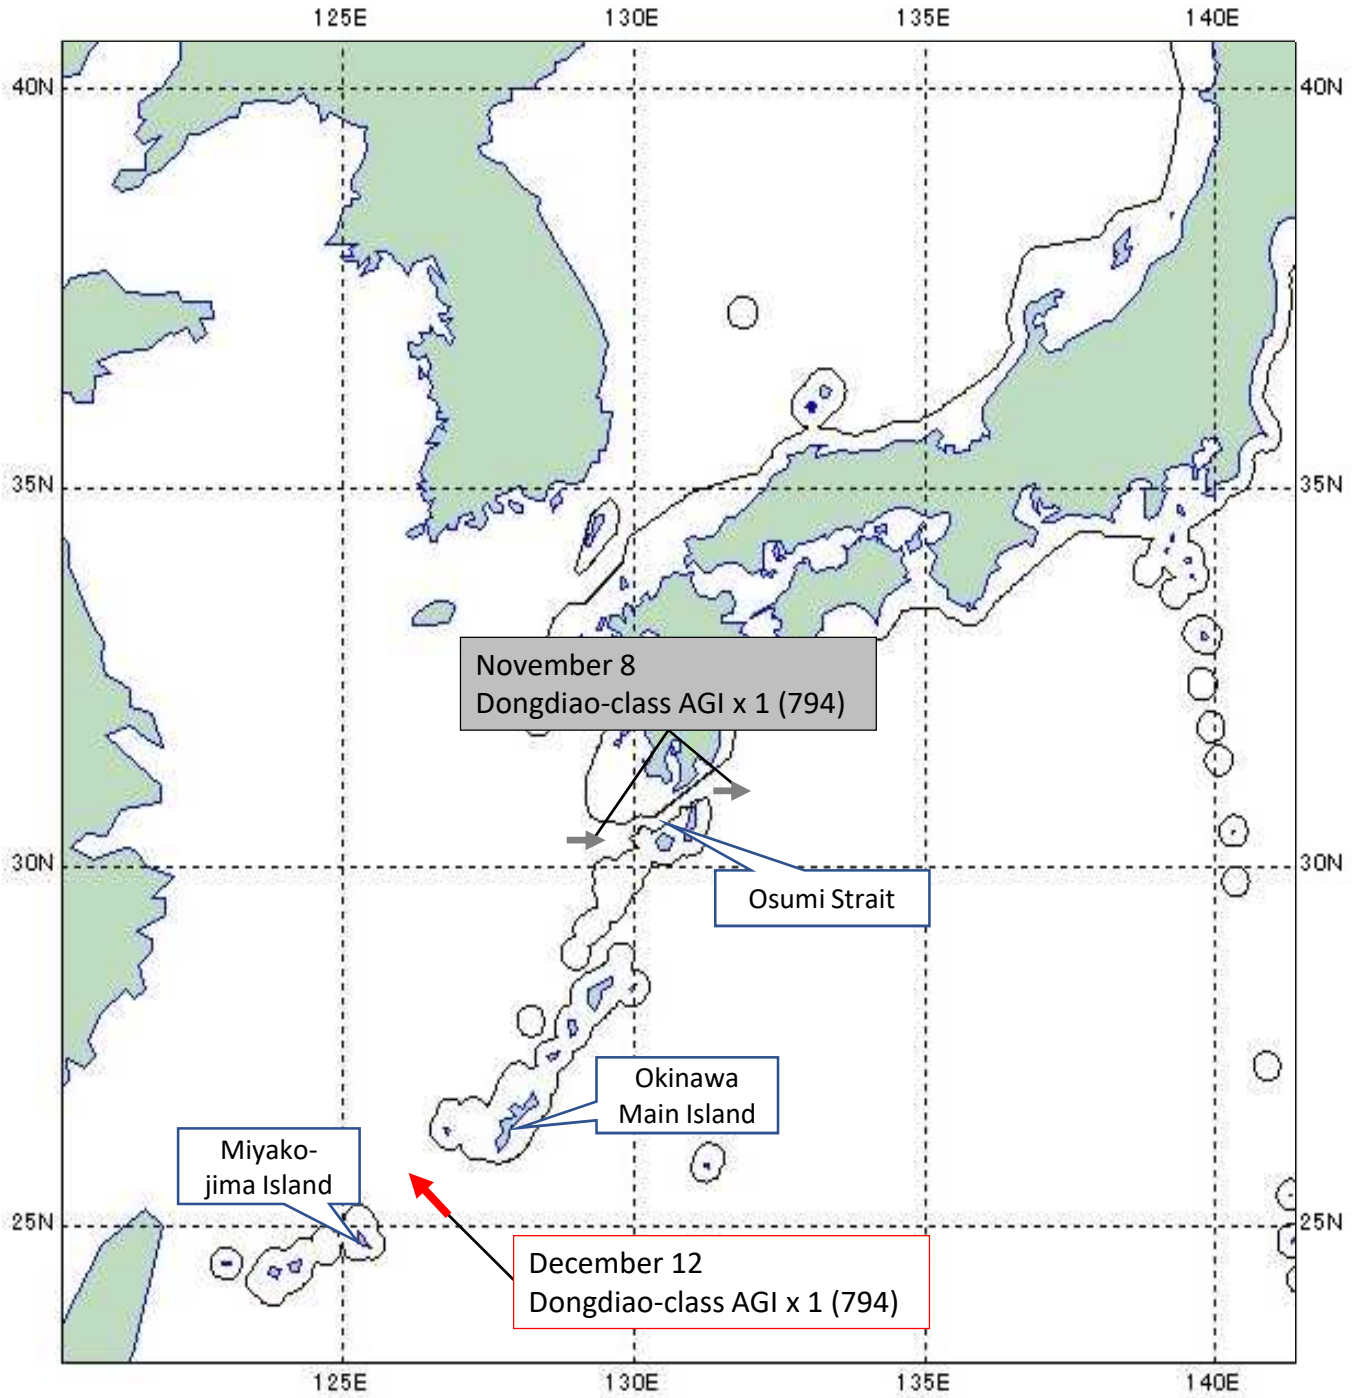 125E
130E
135E
140E
40N
40N
35N
35N
November 8
Dongdiao-class AGI x 1 (794)
30N
30N
Osumi Strait
Okinawa
Main Island
Miyako-
jima Island
25N
25N
December 12
Dongdiao-class AGI x 1 (794)
125E
130E
135E
140E